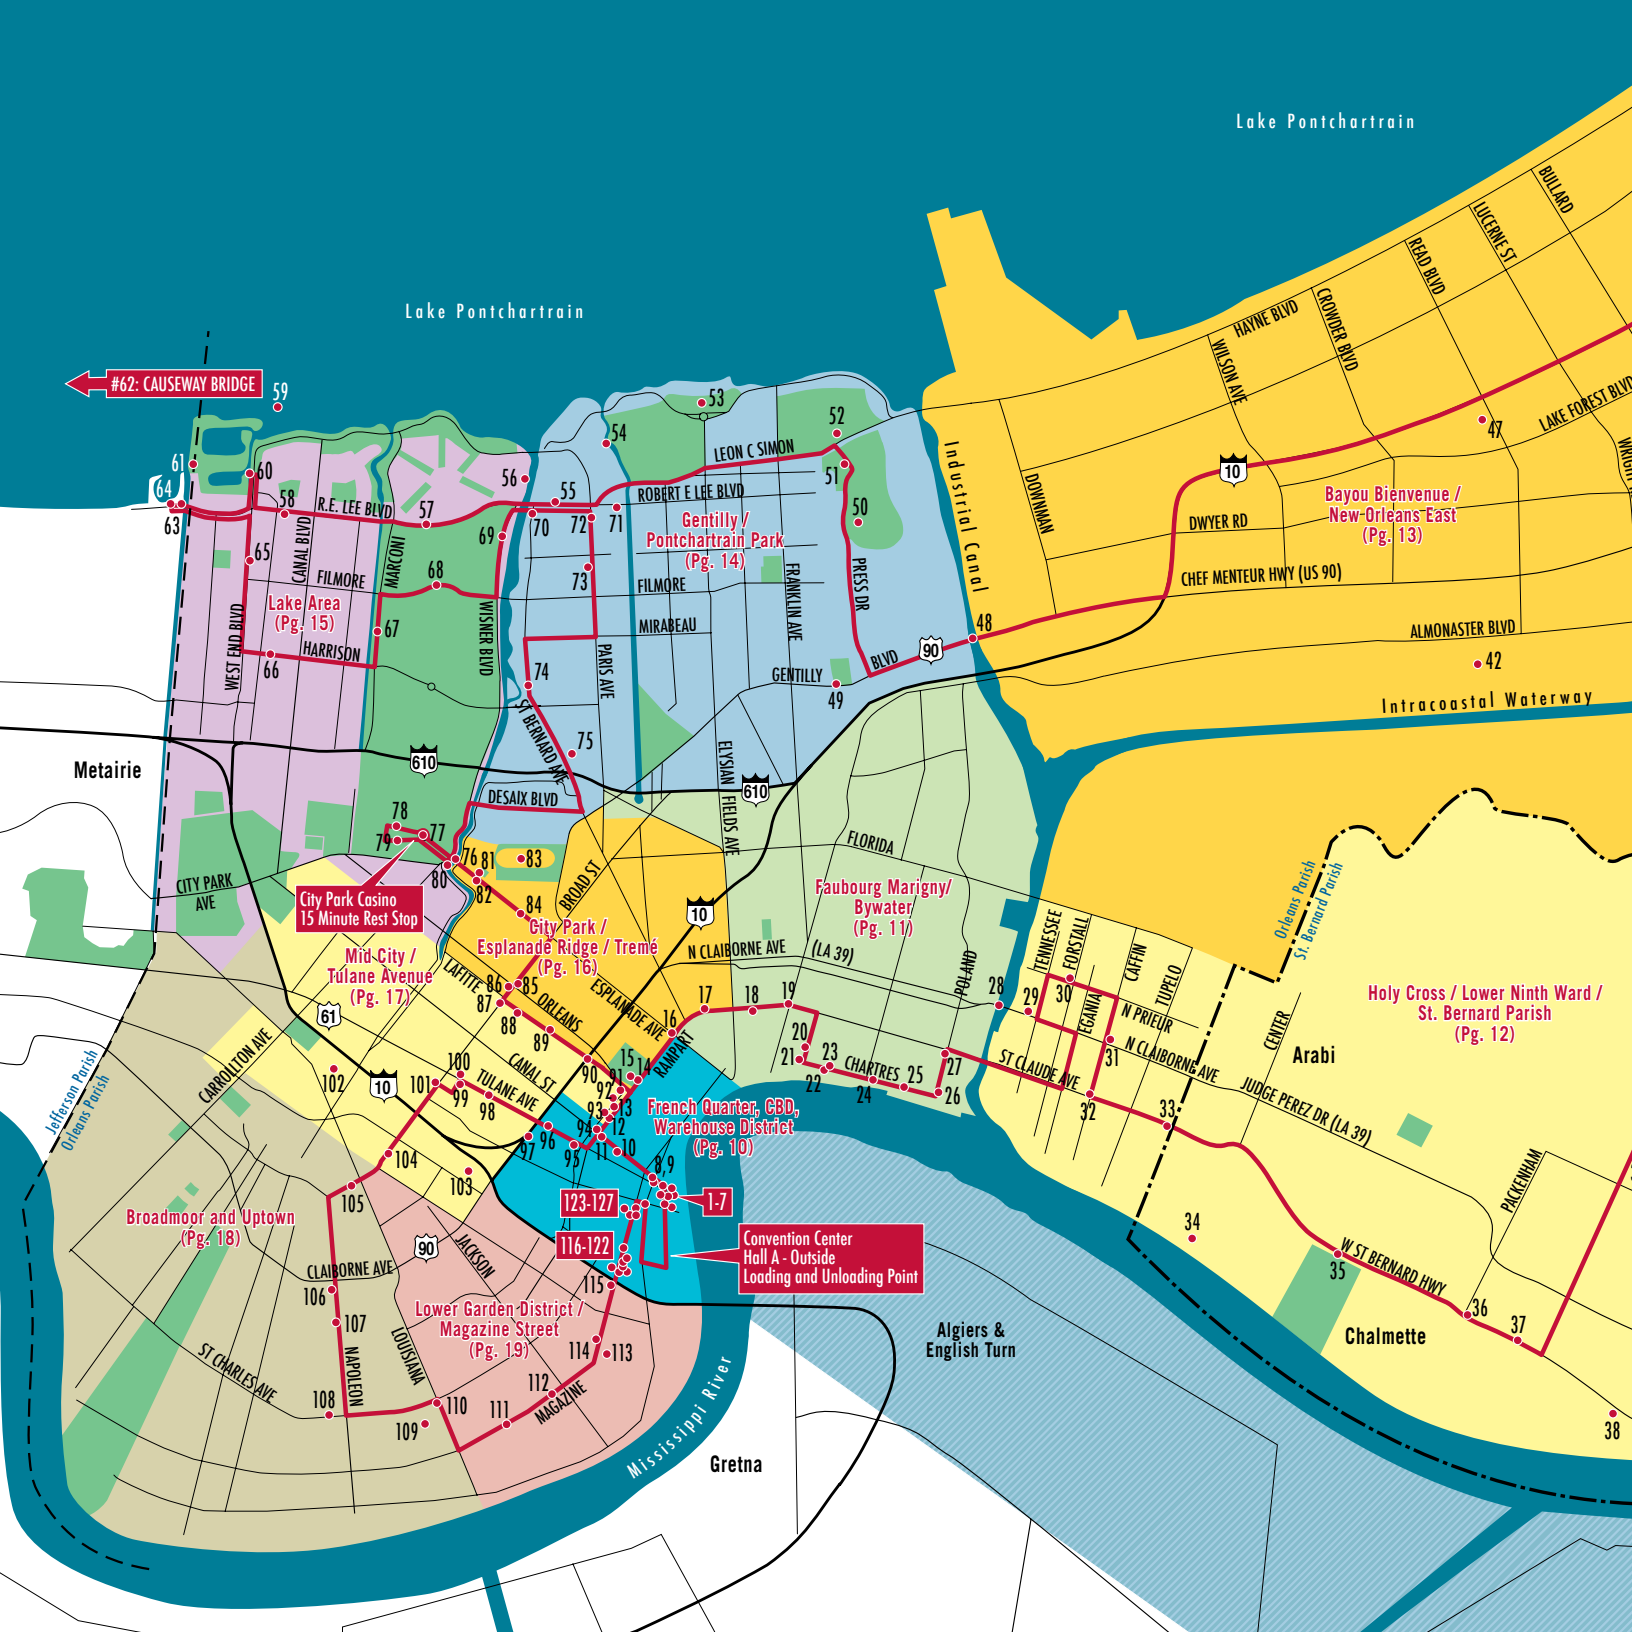 Lake Pontchartrain
BULLARD
LUCERNE ST
READ BLVD
CROWDER BLVD
HAYNE BLVD
WILSON AVE
Lake Pontchartrain
#62: CAUSEWAY BRIDGE
59
53
52
54
47
LAKE FOREST BLVD
WRIGHT
LEON C SIMON
61
60
64
63
58
R.E. LEE BLVD
57
56
55
ROBERT E LEE BLVD
51
50
10
DOWNMAN
Industrial Canal
Bayou Bienvenue /
New Orleans East
(Pg. 13)
DWYER RD
69
70
72
71
Gentilly /
Pontchartrain Park
(Pg. 14)
65
CANAL BLVD
MARCONI
FILMORE
68
73
FILMORE
FRANKLIN AVE
PRESS DR
CHEF MENTEUR HWY (US 90)
Lake Area
(Pg. 15)
WEST END BLVD
67
HARRISON
66
WISNER BLVD
MIRABEAU
PARIS AVE
48
90
ALMONASTER BLVD
42
74
GENTILLY
BLVD
49
Intracoastal Waterway
ST BERNARD AVE
75
ELYSIAN
FIELDS AVE
Metairie
610
610
DESAIX BLVD
78
77
79
76
81
83
80
82
FLORIDA
CITY PARK
AVE
City Park Casino
15 Minute Rest Stop
84
BROAD ST
City Park /
Esplanade Ridge / Tremé
(Pg. 16)
10
Faubourg Marigny/
Bywater
(Pg. 11)
N CLAIBORNE AVE
(LA 39)
POLAND
TENNESSEE
FORSTALL
CAFFIN
TUPELO
Orleans Parish
St. Bernard Parish
Mid City /
Tulane Avenue
(Pg. 17)
LAFITTE
86
85
87
ORLEANS
ESPLANADE AVE
88
89
61
16
17
18
19
28
29
30
EGANIA
N PRIEUR
Holy Cross / Lower Ninth Ward /
St. Bernard Parish
(Pg. 12)
CENTER
Arabi
CARROLLTON AVE
20
21
22
23
CHARTRES
24
25
27
26
ST CLAUDE AVE
31
N CLAIBORNE AVE
32
33
JUDGE PEREZ DR (LA 39)
RAMPART
15
14
90
91
92
93
13
94
12
11
10
CANAL ST
100
TULANE AVE
101
99
98
96
97
95
102
10
Jefferson Parish
Orleans Parish
French Quarter, CBD,
Warehouse District
(Pg. 10)
8,9
1-7
123-127
116-122
Convention Center
Hall A - Outside
Loading and Unloading Point
104
103
105
Broadmoor and Uptown
(Pg. 18)
90
JACKSON
CLAIBORNE AVE
106
107
115
PACKENHAM
34
35
W ST BERNARD HWY
36
37
Chalmette
38
Lower Garden District /
Magazine Street
(Pg. 19)
114
113
LOUISIANA
NAPOLEON
ST CHARLES AVE
108
110
109
111
112
MAGAZINE
Algiers &
English Turn
Mississippi River
Gretna